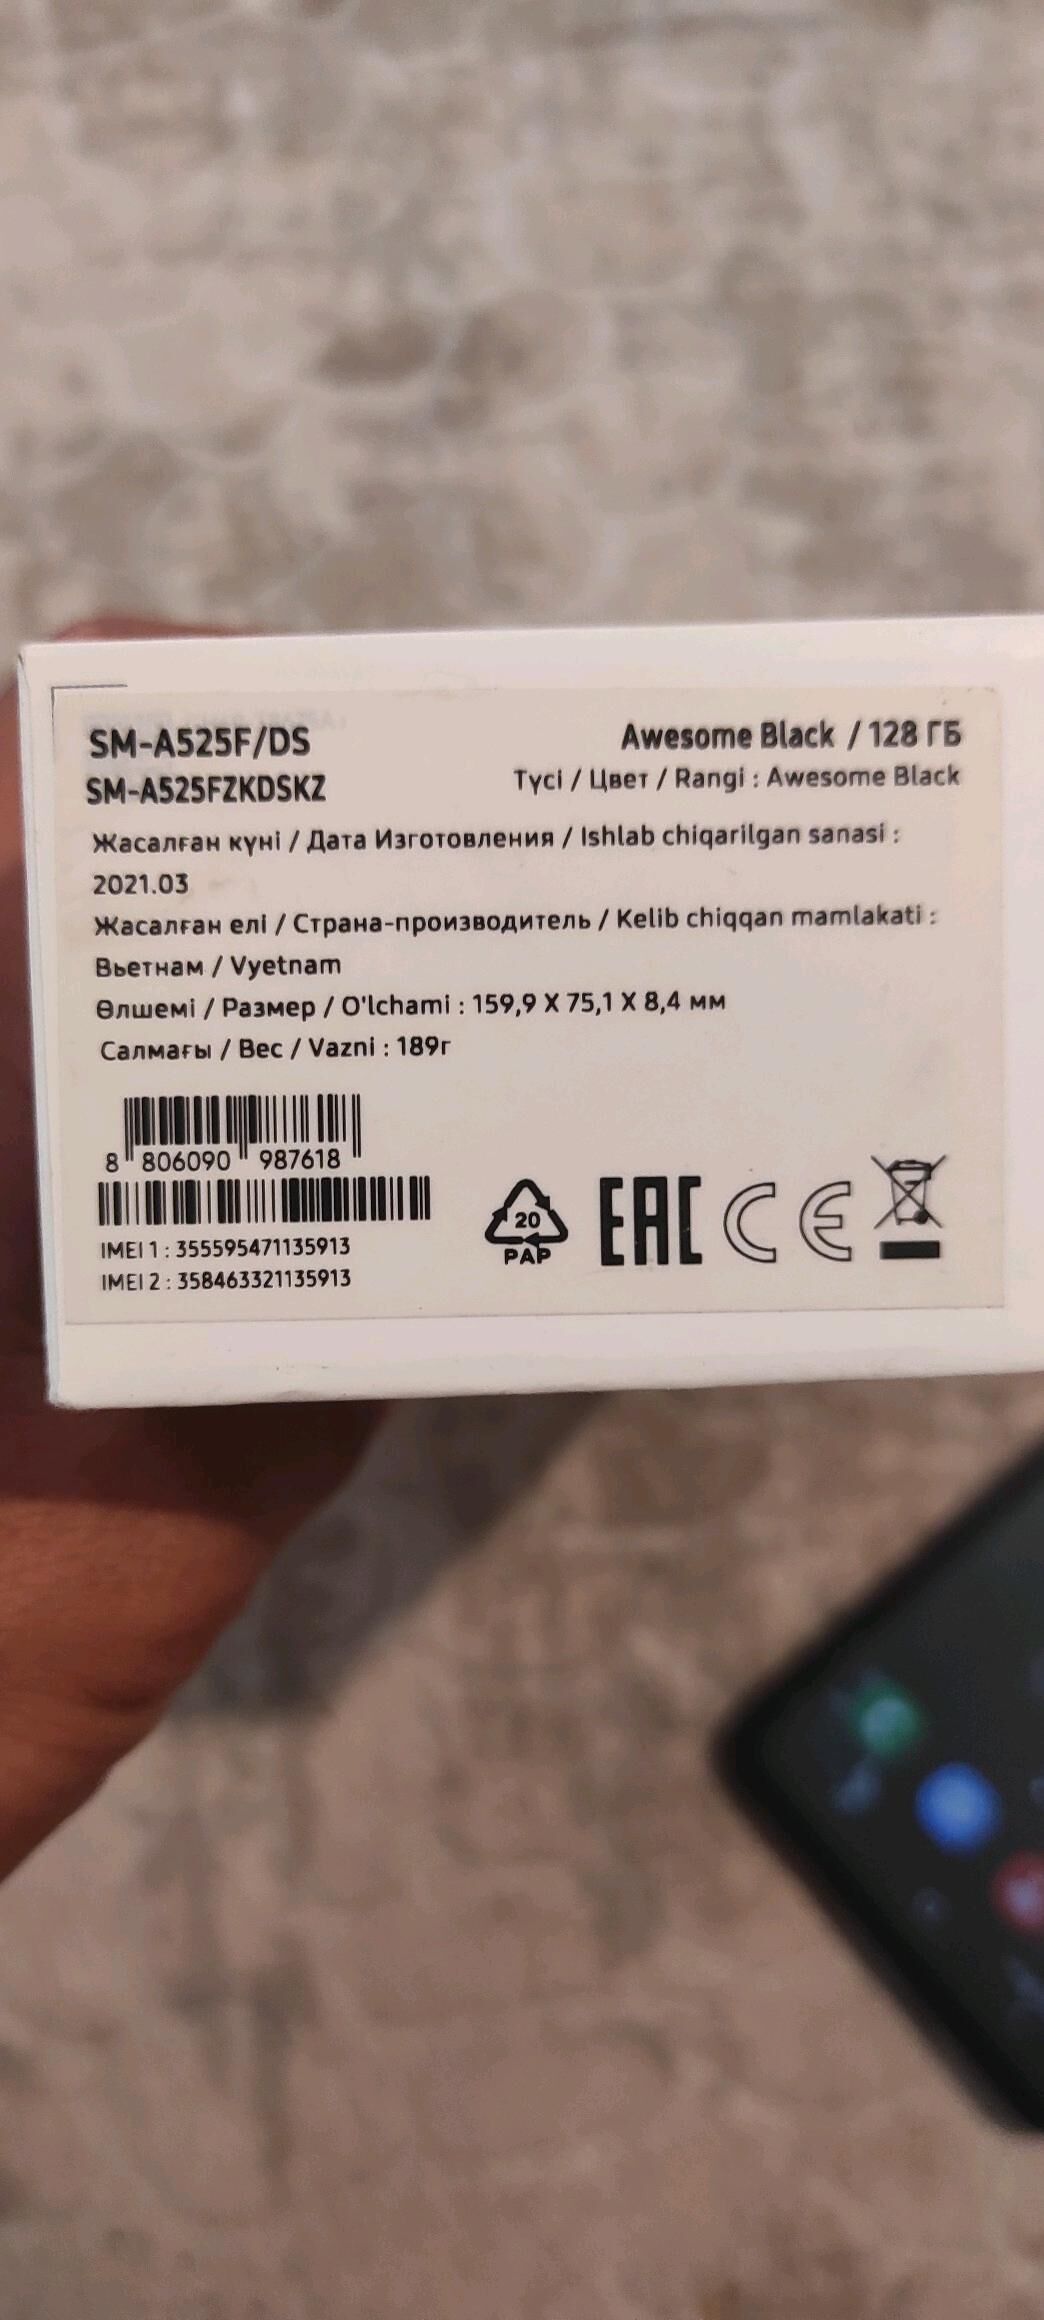 SM-A525F/DS
Awesome Black / 128 ГБ
SM-A525FZKDSKZ
Түсі / Цвет / Rangi : Awesome Black
Жасалған күні / Дата Изготовления / Ishlab chiqarilgan sanasi :
2021.03
Жасалған елі / Страна-производитель / Kelib chiqqan mamlakati :
Вьетнам / Vyetnam
Өлшемі / Размер / O'lchami : 159,9 X 75,1 X 8,4 мм
Салмағы / Вес / Vazni : 189г
8 806090 987618
IMEI 1 : 355595471135913
IMEI 2 : 358463321135913
20
PAP
EAC CE